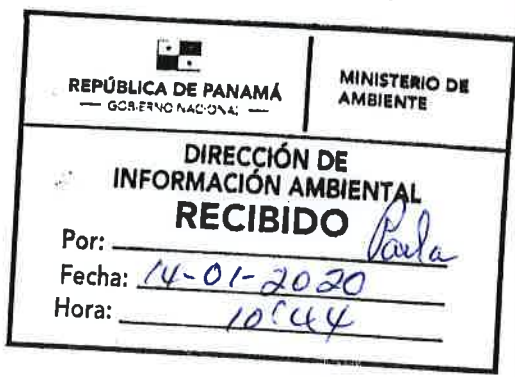 REPÚBLICA DE PANAMÁ
— GOBIERNO NACIONAL —
MINISTERIO DE
AMBIENTE
DIRECCIÓN DE
INFORMACIÓN AMBIENTAL
RECIBIDO
Por: Paula
Fecha: 14-01-2020
Hora: 10:44